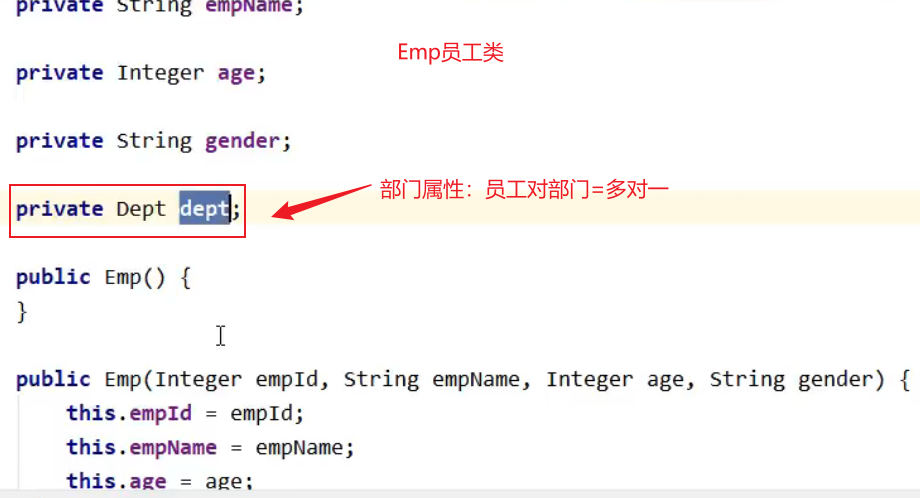 private String empName;
Emp员工类
private Integer age;
private String gender;
部门属性：员工对部门=多对一
private Dept dept;
public Emp() {
}
public Emp(Integer empId, String empName, Integer age, String gender) {
this.empId = empId;
this.empName = empName;
this.age = age;